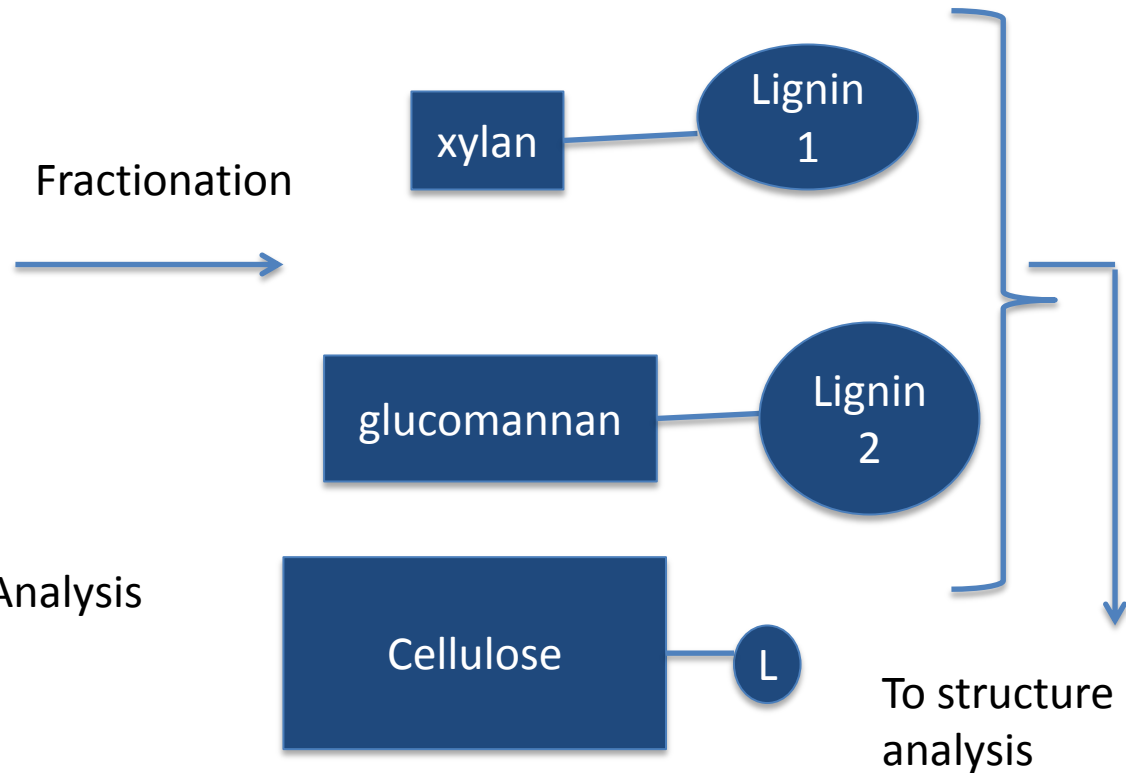 Fractionation
xylan
Lignin
1
glucomannan
Lignin
2
Analysis
Cellulose
L
To structure
analysis